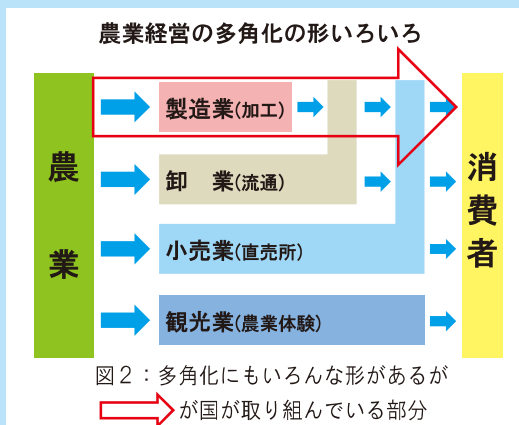 農業経営の多角化の形いろいろ
農業
製造業(加工)
卸　業(流通)
小売業(直売所)
観光業(農業体験)
消費者
図２：多角化にもいろんな形があるが
が国が取り組んでいる部分